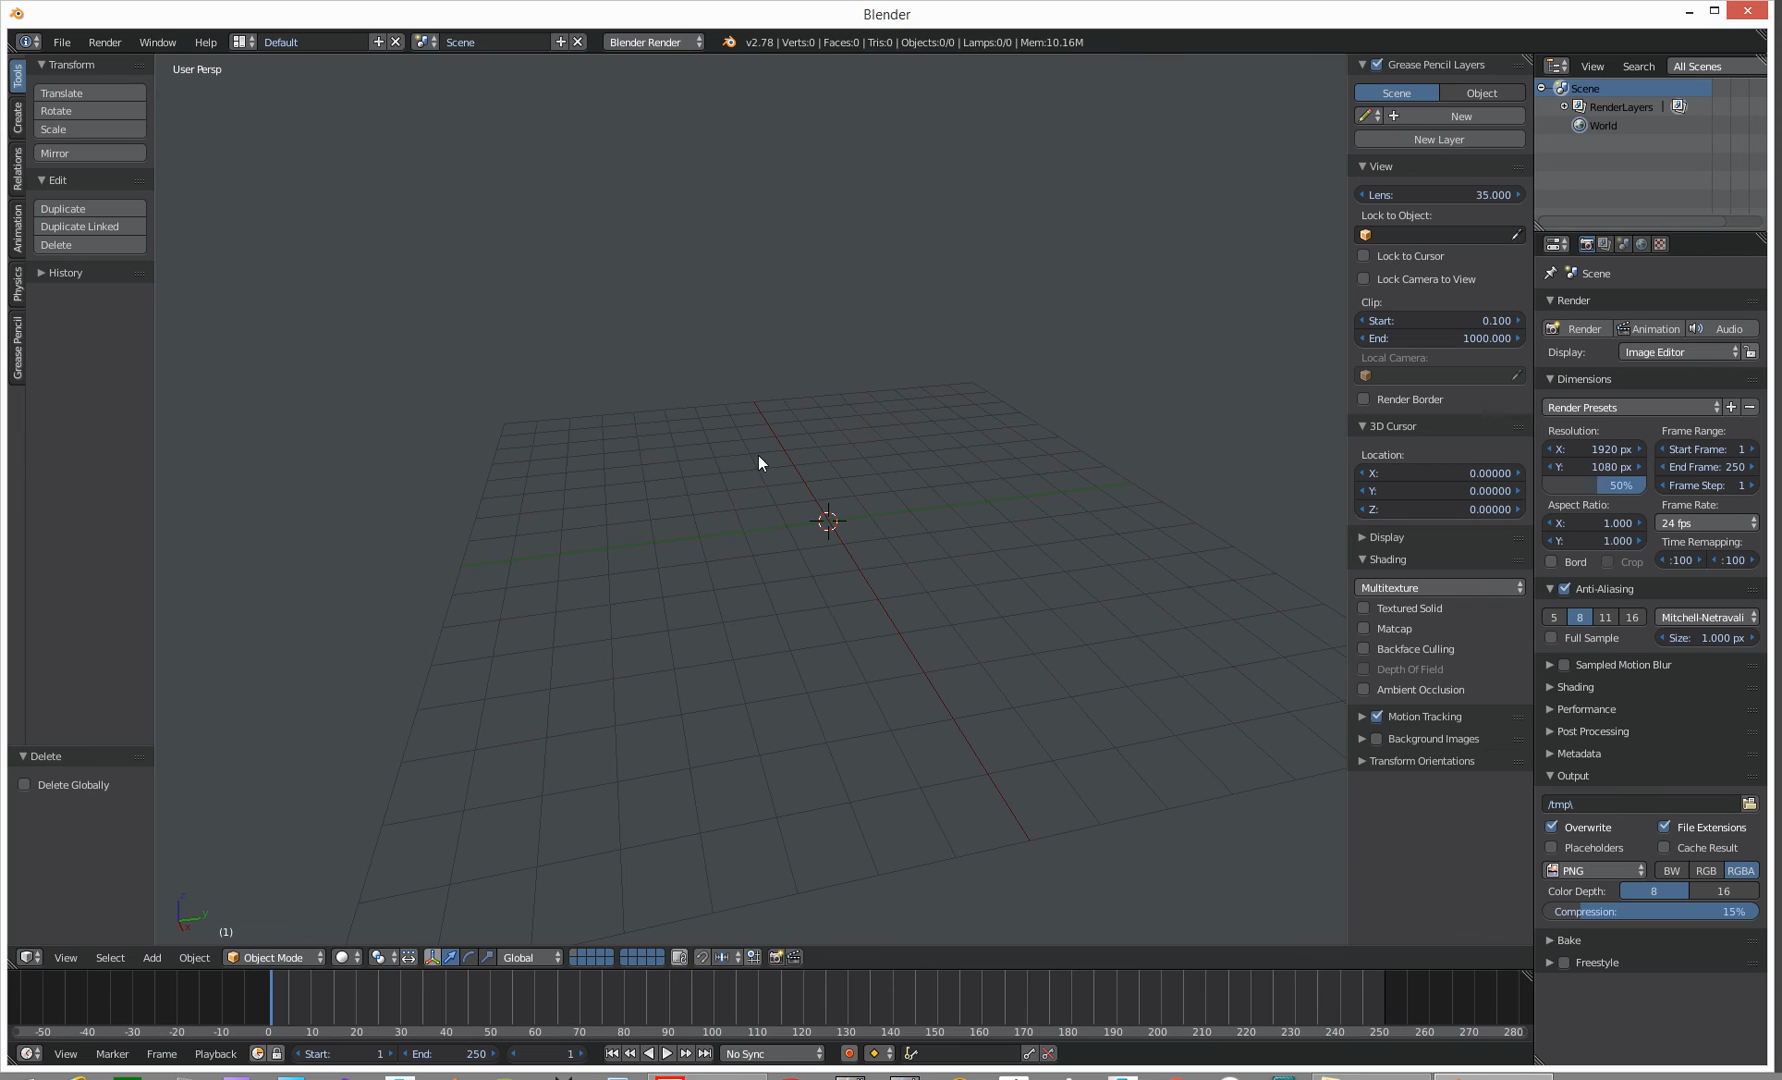 Blender
File Render Window Help Default Scene Blender Render v2.78 | Verts:0 | Faces:0 | Tris:0 | Objects:0/0 | Lamps:0/0 | Mem:10.16M
Tools
Create
Relations
Animation
Physics
Grease Pencil
Transform
Translate
Rotate
Scale
Mirror
Edit
Duplicate
Duplicate Linked
Delete
History
Delete
Delete Globally
User Persp
z
y
x
(1)
Grease Pencil Layers
Scene Object
New
New Layer
View
Lens: 35.000
Lock to Object:
Lock to Cursor
Lock Camera to View
Clip:
Start: 0.100
End: 1000.000
Local Camera:
Render Border
3D Cursor
Location:
X: 0.00000
Y: 0.00000
Z: 0.00000
Display
Shading
Multitexture
Textured Solid
Matcap
Backface Culling
Depth Of Field
Ambient Occlusion
Motion Tracking
Background Images
Transform Orientations
View Search All Scenes
Scene
RenderLayers |
World
Scene
Render
Render Animation Audio
Display: Image Editor
Dimensions
Render Presets
Resolution: Frame Range:
X: 1920 px Start Frame: 1
Y: 1080 px End Frame: 250
50% Frame Step: 1
Aspect Ratio: Frame Rate:
X: 1.000 24 fps
Y: 1.000 Time Remapping:
Bord Crop :100 :100
Anti-Aliasing
5 8 11 16 Mitchell-Netravali
Full Sample Size: 1.000 px
Sampled Motion Blur
Shading
Performance
Post Processing
Metadata
Output
/tmp\
Overwrite File Extensions
Placeholders Cache Result
PNG BW RGB RGBA
Color Depth: 8 16
Compression: 15%
Bake
Freestyle
View Select Add Object Object Mode Global
-50 -40 -30 -20 -10 0 10 20 30 40 50 60 70 80 90 100 110 120 130 140 150 160 170 180 190 200 210 220 230 240 250 260 270 280
View Marker Frame Playback Start: 1 End: 250 1 No Sync